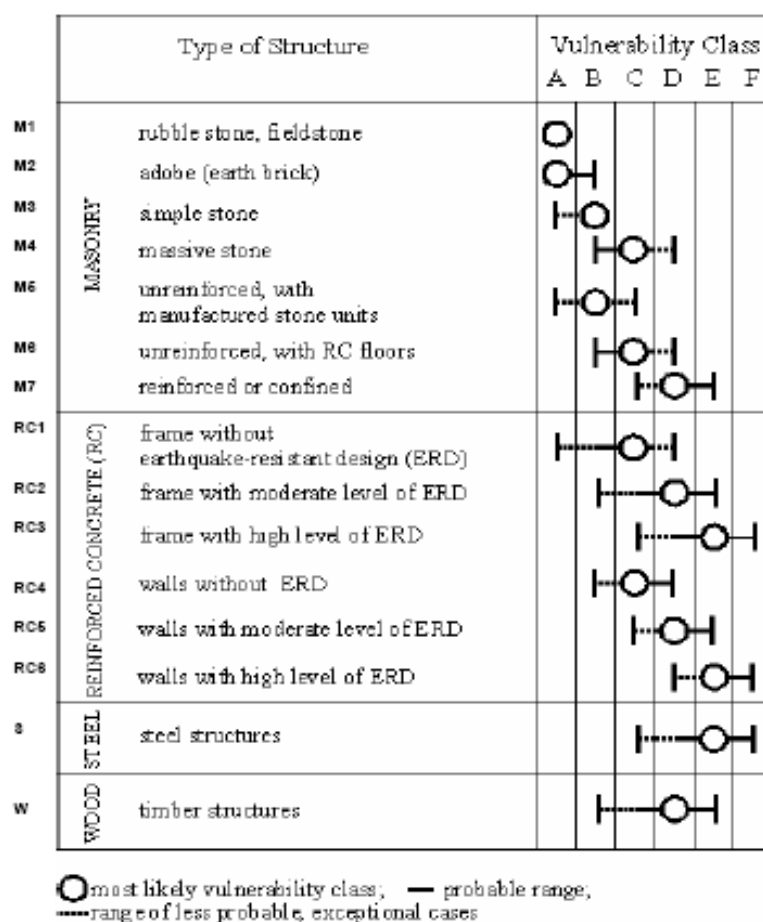 Type of Structure
Vulnerability Class
A B C D E F
MASONRY
M1 rubble stone, fieldstone
M2 adobe (earth brick)
M3 simple stone
M4 massive stone
M5 unreinforced, with
manufactured stone units
M6 unreinforced, with RC floors
M7 reinforced or confined
REINFORCED CONCRETE (RC)
RC1 frame without
earthquake-resistant design (ERD)
RC2 frame with moderate level of ERD
RC3 frame with high level of ERD
RC4 walls without ERD
RC5 walls with moderate level of ERD
RC6 walls with high level of ERD
STEEL
S steel structures
WOOD
W timber structures
most likely vulnerability class; probable range;
range of less probable, exceptional cases